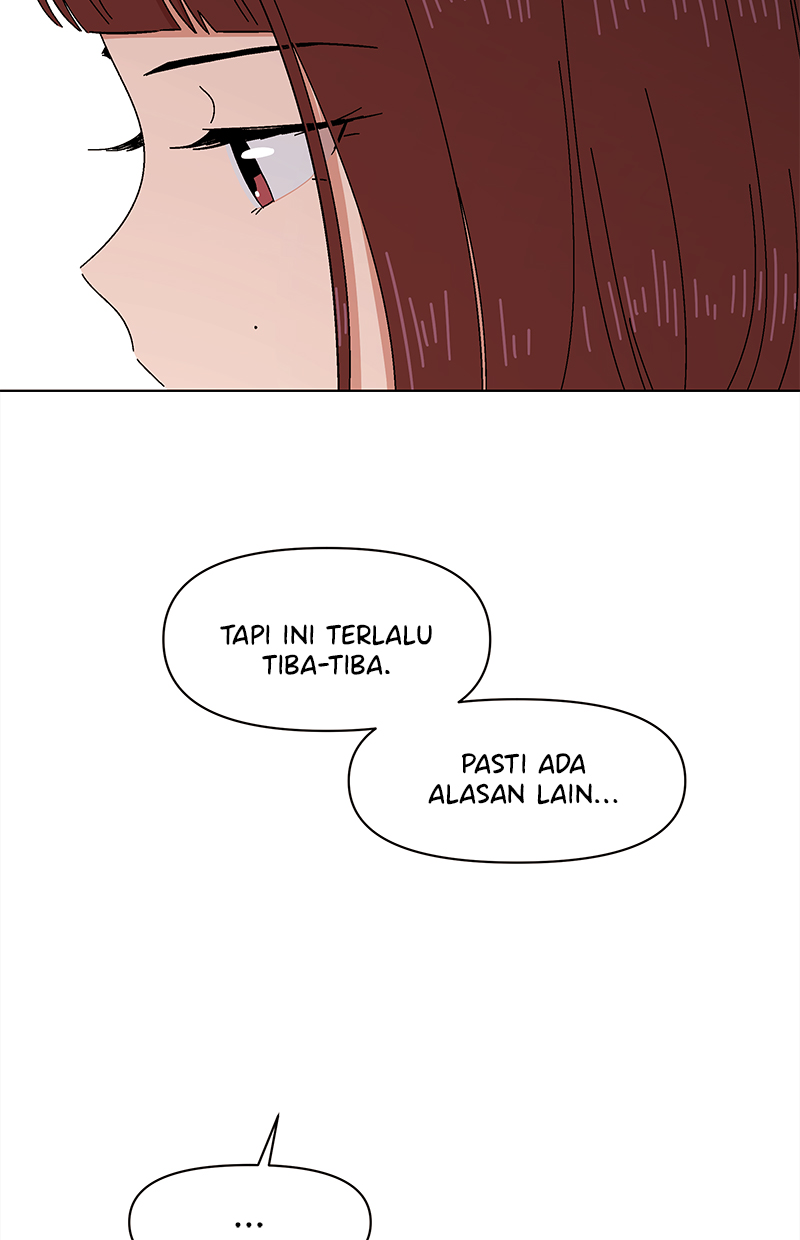 TAPI INI TERLALU
TIBA-TIBA.
PASTI ADA
ALASAN LAIN...
...